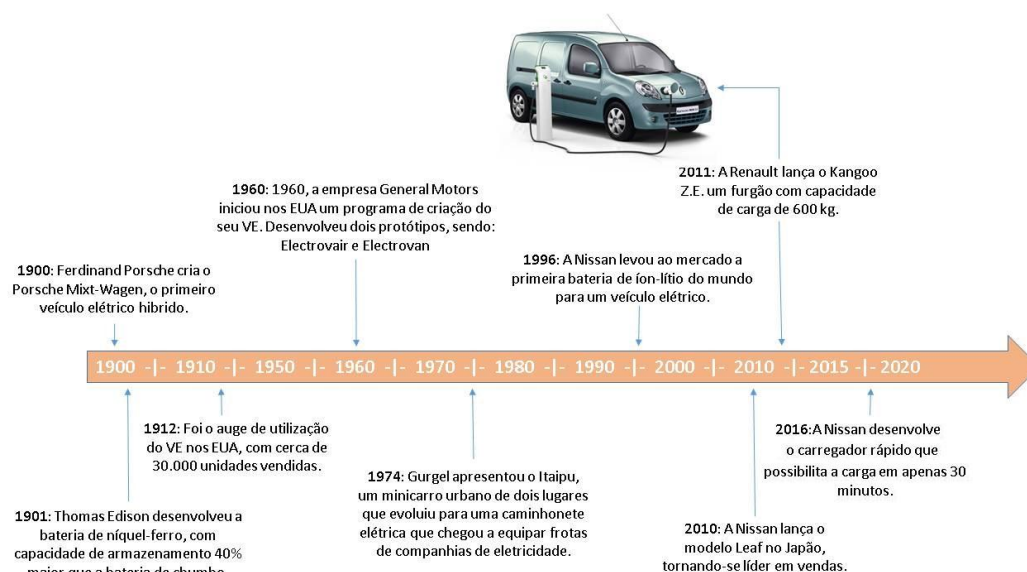 2011: A Renault lança o Kangoo
Z.E. um furgão com capacidade
de carga de 600 kg.
1960: 1960, a empresa General Motors
iniciou nos EUA um programa de criação do
seu VE. Desenvolveu dois protótipos, sendo:
Electrovair e Electrovan
1996: A Nissan levou ao mercado a
primeira bateria de íon-lítio do mundo
para um veículo elétrico.
1900: Ferdinand Porsche cria o
Porsche Mixt-Wagen, o primeiro
veículo elétrico hibrido.
1900 -|- 1910 -|- 1950 -|- 1960 -|- 1970 -|- 1980 -|- 1990 -|- 2000 -|- 2010 -|- 2015 -|- 2020
1912: Foi o auge de utilização
do VE nos EUA, com cerca de
30.000 unidades vendidas.
2016:A Nissan desenvolve
o carregador rápido que
possibilita a carga em apenas 30
minutos.
1974: Gurgel apresentou o Itaipu,
um minicarro urbano de dois lugares
que evoluiu para uma caminhonete
elétrica que chegou a equipar frotas
de companhias de eletricidade.
1901: Thomas Edison desenvolveu a
bateria de níquel-ferro, com
capacidade de armazenamento 40%
maior que a bateria de chumbo
2010: A Nissan lança o
modelo Leaf no Japão,
tornando-se líder em vendas.